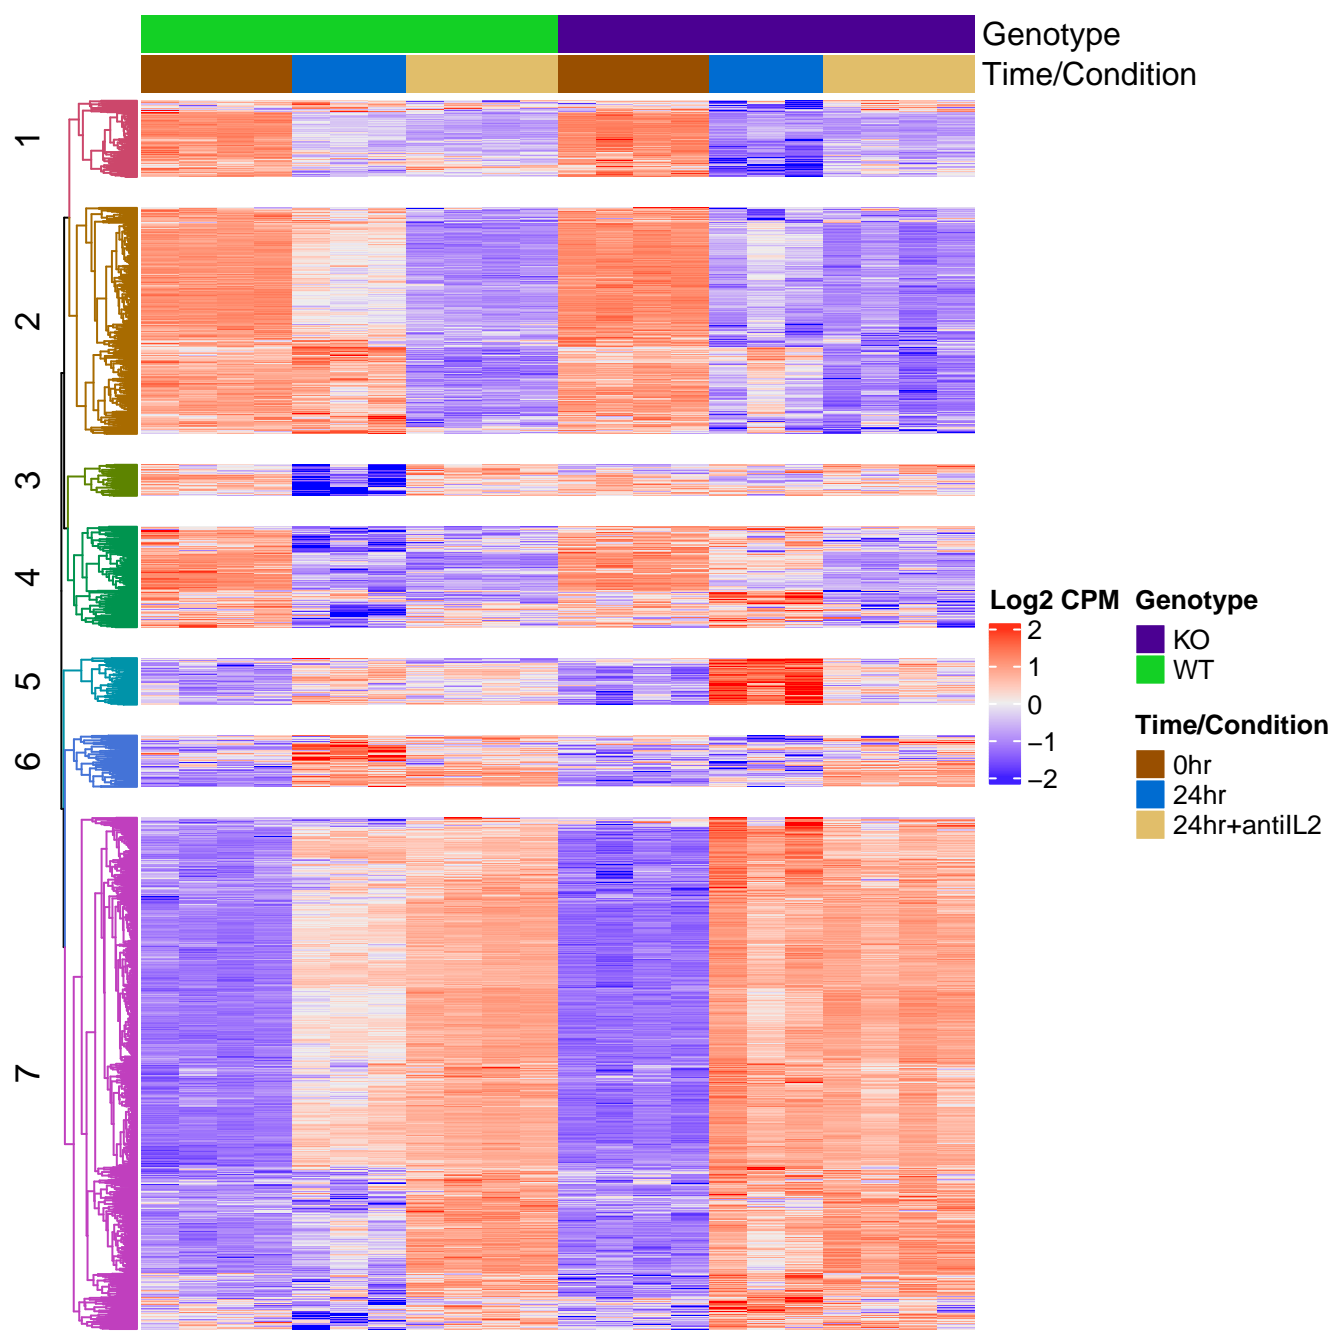 Genotype
Time/Condition
1
2
3
4
5
6
7
Log2 CPM
2
1
0
−1
−2
Genotype
KO
WT
Time/Condition
0hr
24hr
24hr+antiIL2